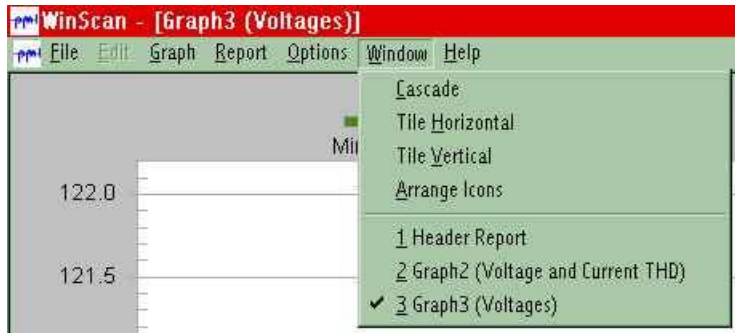 WinScan - [Graph3 (Voltages)]
File Edit Graph Report Options Window Help
Cascade
Tile Horizontal
Tile Vertical
Arrange Icons
1 Header Report
2 Graph2 (Voltage and Current THD)
3 Graph3 (Voltages)
122.0
121.5